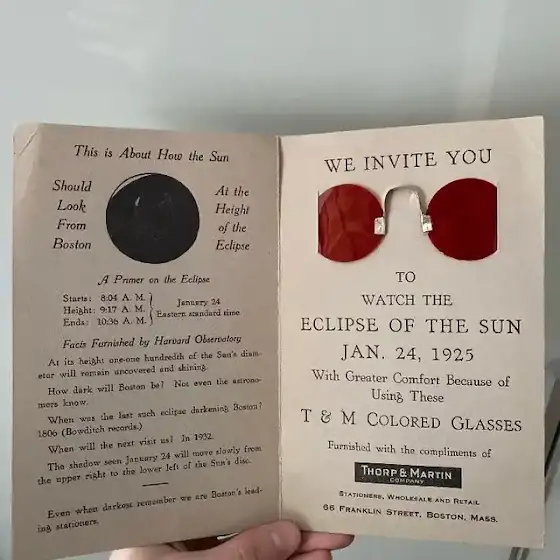 This is About How the Sun
Should
Look
From
Boston
At the
Height
of the
Eclipse
A Primer on the Eclipse
Starts: 8:04 A. M.
Height: 9:17 A. M.
Ends: 10:36 A. M.
January 24
Eastern standard time
Facts Furnished by Harvard Observatory
At its height one-one hundredth of the Sun's diam-
eter will remain uncovered and shining.
How dark will Boston be? Not even the astrono-
mers know.
When was the last such eclipse darkening Boston?
1806 (Bowditch records.)
When will the next visit us? In 1932.
The shadow seen January 24 will move slowly from
the upper right to the lower left of the Sun's disc.
Even when darkest remember we are Boston's lead-
ing stationers.
WE INVITE YOU
TO
WATCH THE
ECLIPSE OF THE SUN
JAN. 24, 1925
With Greater Comfort Because of
Using These
T & M COLORED GLASSES
Furnished with the compliments of
THORP & MARTIN
COMPANY
STATIONERS, WHOLESALE AND RETAIL
66 FRANKLIN STREET, BOSTON, MASS.